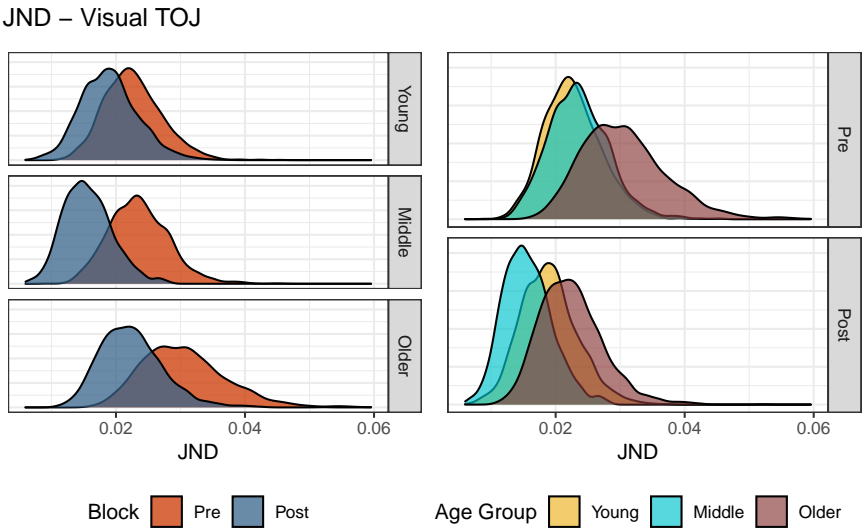 JND – Visual TOJ
Young
Middle
Older
0.02 0.04 0.06
JND
Pre
Post
0.02 0.04 0.06
JND
Block Pre Post
Age Group Young Middle Older